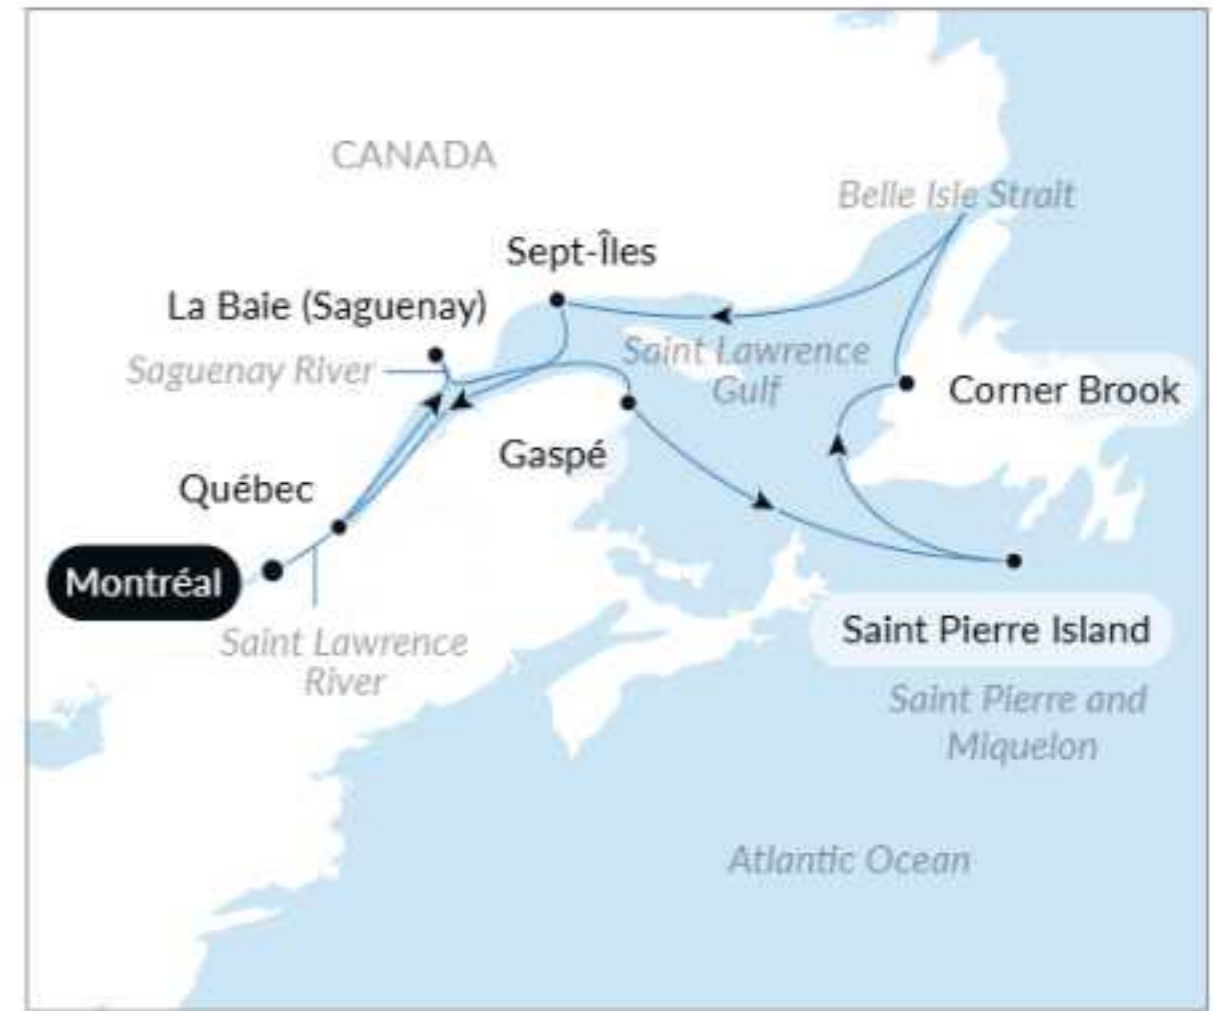 CANADA
Belle Isle Strait
Sept-Îles
La Baie (Saguenay)
Saguenay River
Saint Lawrence
Gulf
Corner Brook
Gaspé
Québec
Montréal
Saint Lawrence
River
Saint Pierre Island
Saint Pierre and
Miquelon
Atlantic Ocean